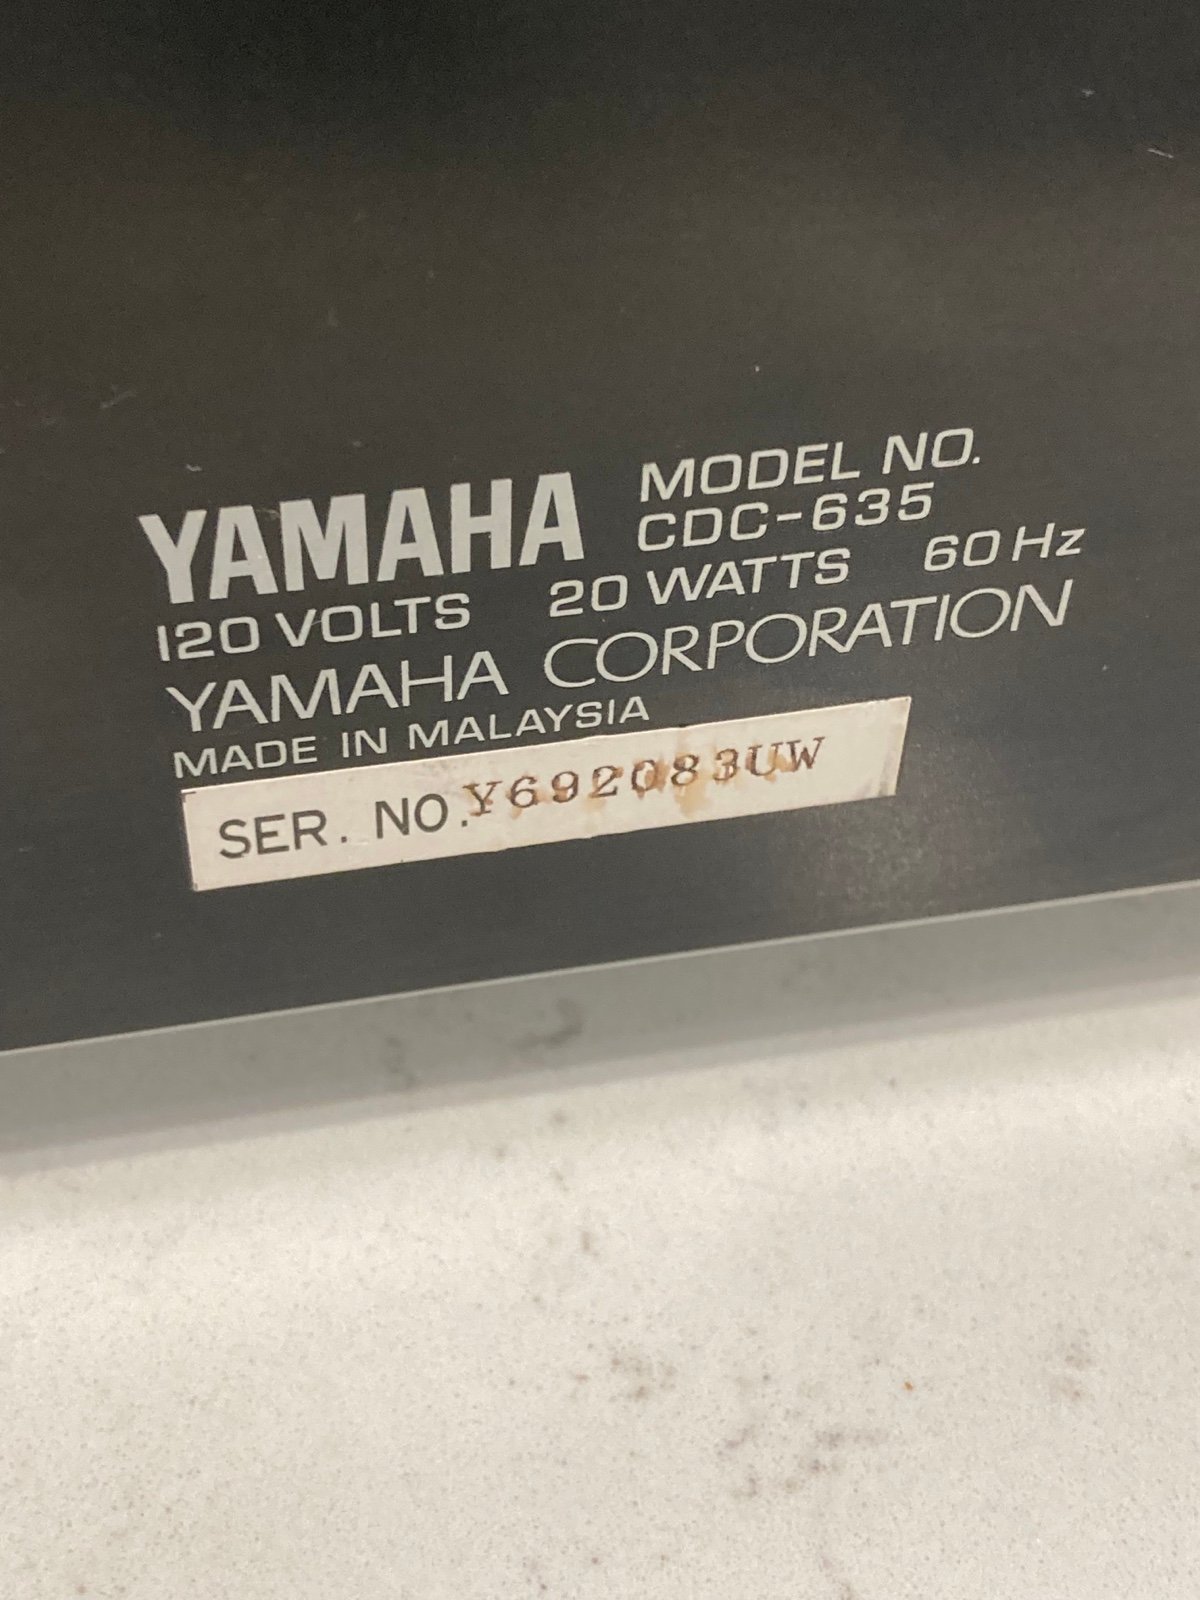 YAMAHA MODEL NO.
CDC-635
120 VOLTS 20 WATTS 60 Hz
YAMAHA CORPORATION
MADE IN MALAYSIA
SER. NO. Y692083UW